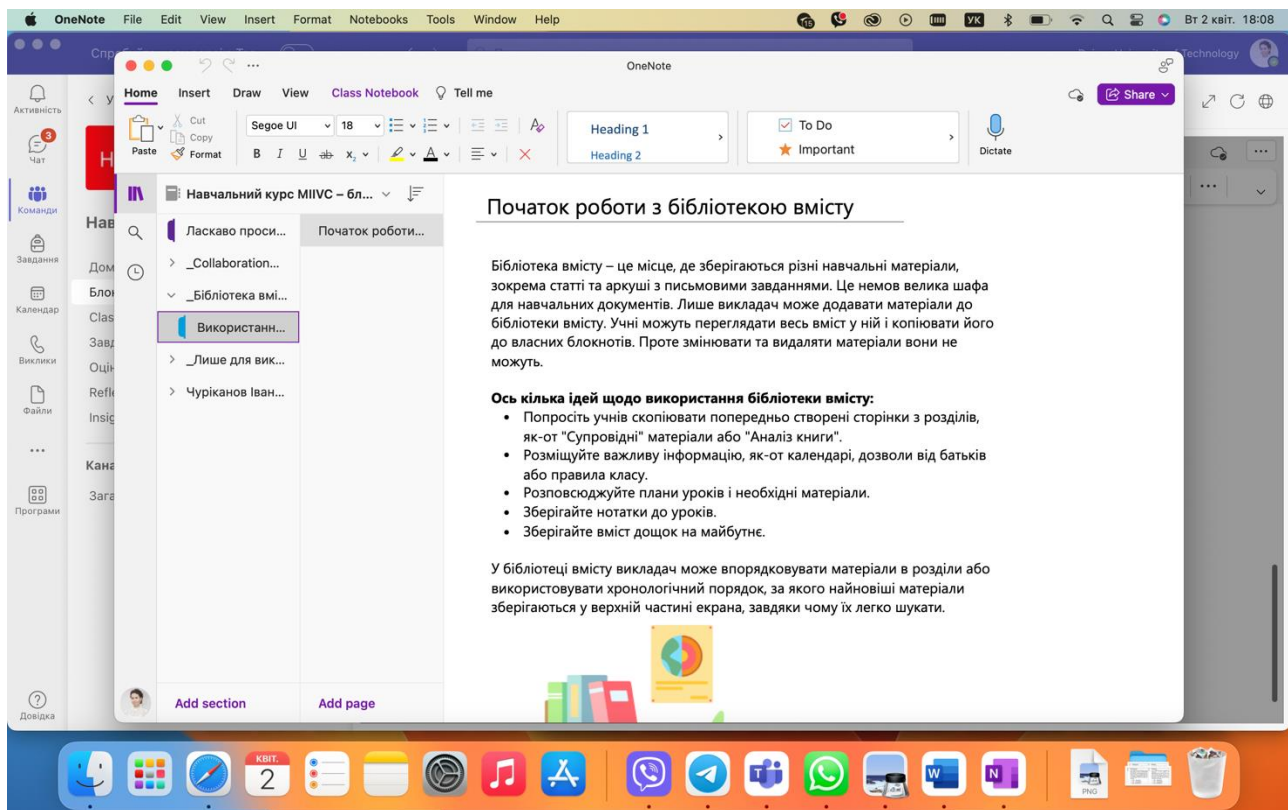 OneNote File Edit View Insert Format Notebooks Tools Window Help
УК Вт 2 квіт. 18:08
Technology
OneNote
Home Insert Draw View Class Notebook Tell me
Share
Paste
Cut
Copy
Format
Segoe UI 18
B I U ab x₂ A
Heading 1
Heading 2
To Do
Important
Dictate
Активність
3
Чат
Команди
Завдання
Календар
Виклики
Файли
...
Програми
Довідка
Навчальний курс MIIVC – бл...
Ласкаво проси...
_Collaboration...
_Бібліотека вмі...
Використанн...
_Лише для вик...
Чуріканов Іван...
Add section
Початок роботи...
Add page
Початок роботи з бібліотекою вмісту
Бібліотека вмісту – це місце, де зберігаються різні навчальні матеріали,
зокрема статті та аркуші з письмовими завданнями. Це немов велика шафа
для навчальних документів. Лише викладач може додавати матеріали до
бібліотеки вмісту. Учні можуть переглядати весь вміст у ній і копіювати його
до власних блокнотів. Проте змінювати та видаляти матеріали вони не
можуть.
Ось кілька ідей щодо використання бібліотеки вмісту:
• Попросіть учнів скопіювати попередньо створені сторінки з розділів,
як-от "Супровідні" матеріали або "Аналіз книги".
• Розміщуйте важливу інформацію, як-от календарі, дозволи від батьків
або правила класу.
• Розповсюджуйте плани уроків і необхідні матеріали.
• Зберігайте нотатки до уроків.
• Зберігайте вміст дощок на майбутнє.
У бібліотеці вмісту викладач може впорядковувати матеріали в розділи або
використовувати хронологічний порядок, за якого найновіші матеріали
зберігаються у верхній частині екрана, завдяки чому їх легко шукати.
КВІТ.
2
W
N
PNG